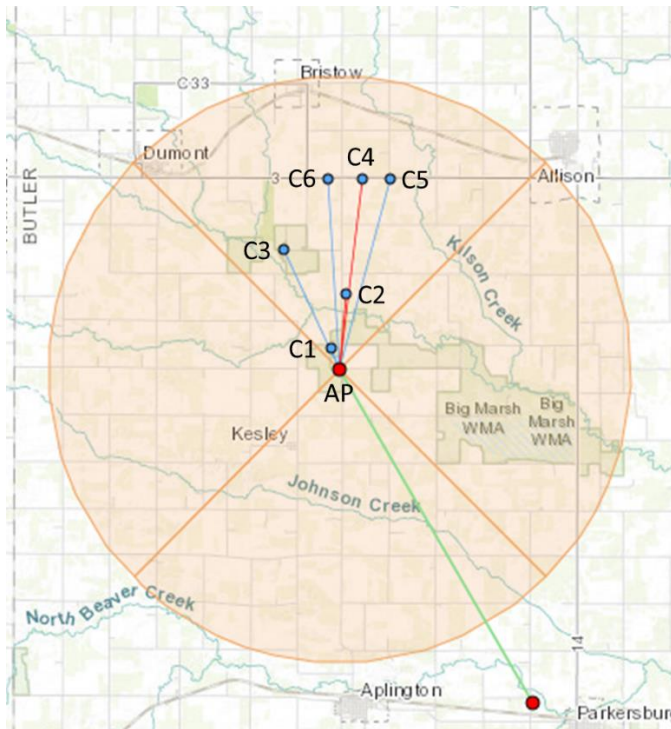 Bristow
C 33
Dumont
Allison
3
C6
C4
C5
BUTLER
C3
Kilson Creek
C2
C1
AP
Big Marsh
WMA
Big
Marsh
WMA
Kesley
Johnson Creek
North Beaver Creek
14
Aplington
Parkersbur